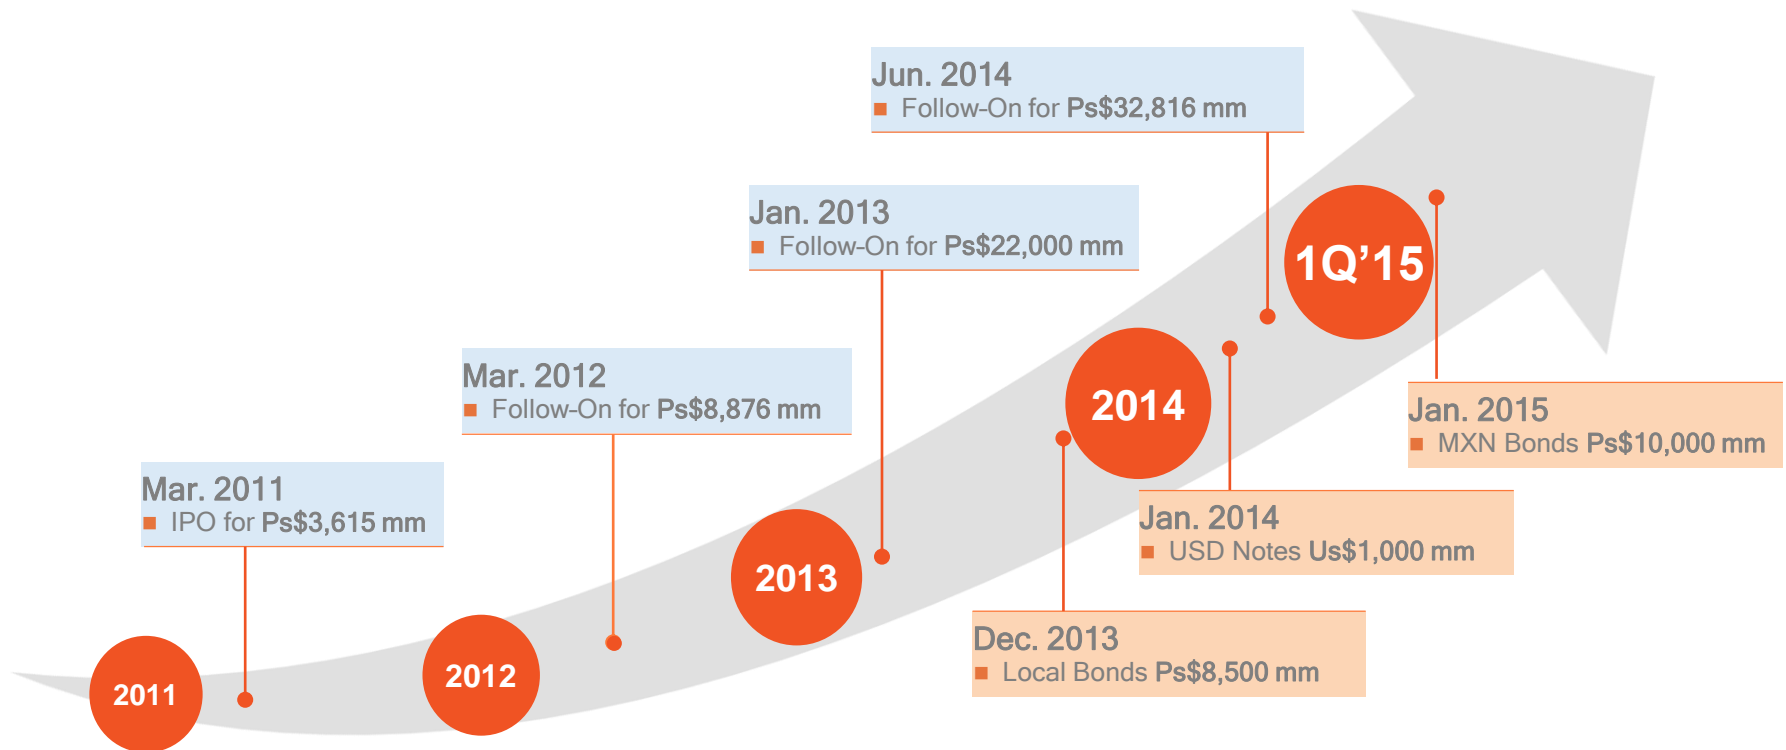 Jun. 2014
Follow-On for Ps$32,816 mm
Jan. 2013
Follow-On for Ps$22,000 mm
1Q’15
Mar. 2012
Follow-On for Ps$8,876 mm
2014
Jan. 2015
MXN Bonds Ps$10,000 mm
Mar. 2011
IPO for Ps$3,615 mm
Jan. 2014
USD Notes Us$1,000 mm
2013
Dec. 2013
Local Bonds Ps$8,500 mm
2012
2011